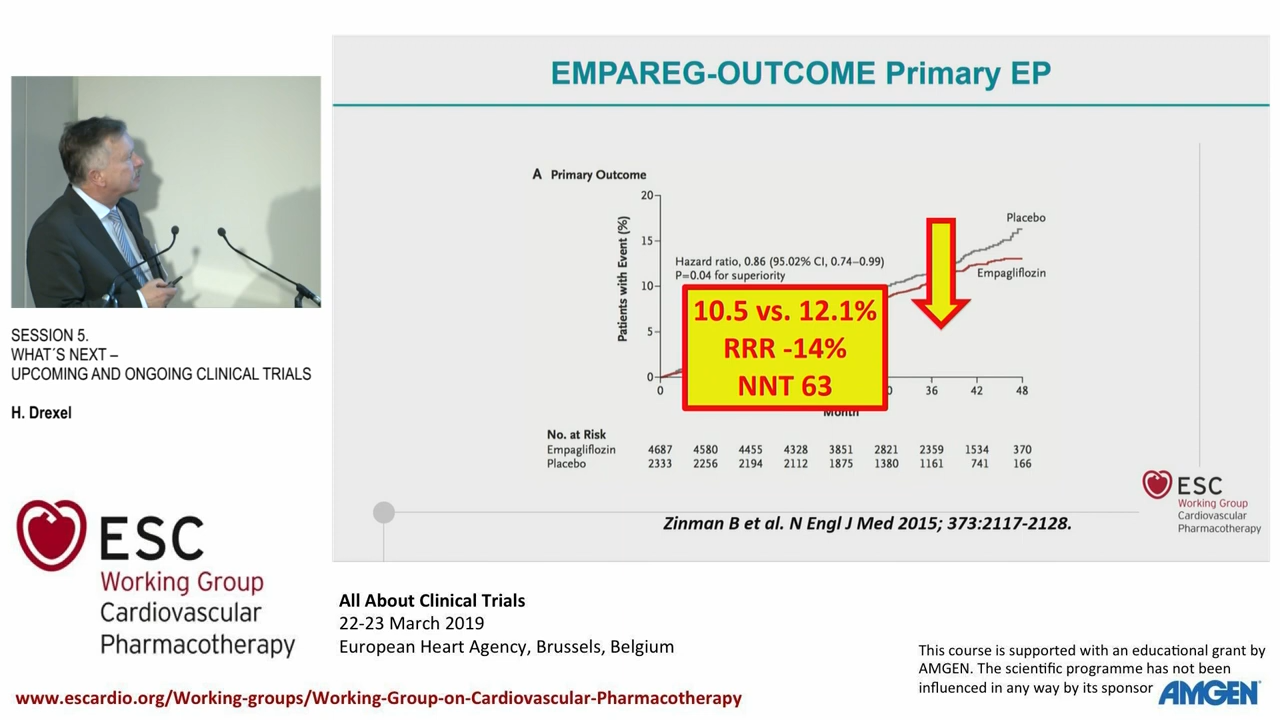 EMPAREG-OUTCOME Primary EP
A Primary Outcome
Patients with Event (%)
20
15
10
5
0
Hazard ratio, 0.86 (95.02% CI, 0.74–0.99)
P=0.04 for superiority
Placebo
Empagliflozin
10.5 vs. 12.1%
RRR -14%
NNT 63
0 36 42 48
Month
No. at Risk
Empagliflozin 4687 4580 4455 4328 3851 2821 2359 1534 370
Placebo 2333 2256 2194 2112 1875 1380 1161 741 166
Zinman B et al. N Engl J Med 2015; 373:2117-2128.
ESC
Working Group
Cardiovascular
Pharmacotherapy
SESSION 5.
WHAT´S NEXT –
UPCOMING AND ONGOING CLINICAL TRIALS
H. Drexel
ESC
Working Group
Cardiovascular
Pharmacotherapy
All About Clinical Trials
22-23 March 2019
European Heart Agency, Brussels, Belgium
This course is supported with an educational grant by
AMGEN. The scientific programme has not been
influenced in any way by its sponsor AMGEN
www.escardio.org/Working-groups/Working-Group-on-Cardiovascular-Pharmacotherapy